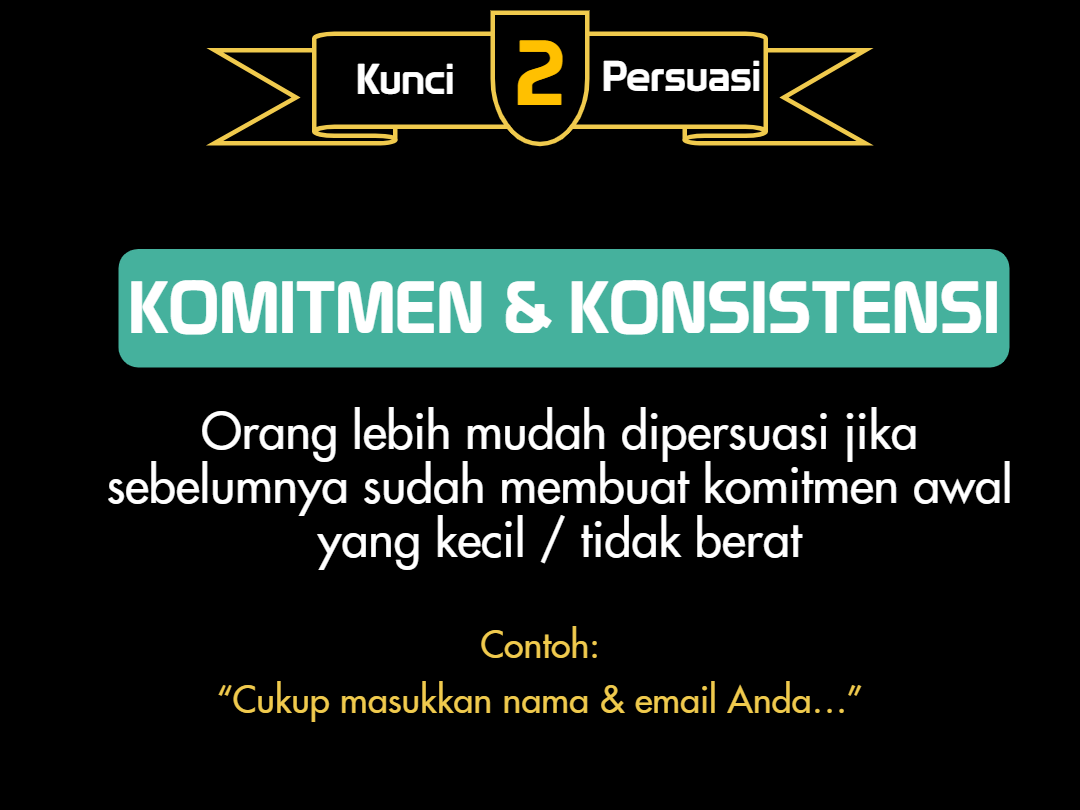 Kunci 2 Persuasi
KOMITMEN & KONSISTENSI
Orang lebih mudah dipersuasi jika
sebelumnya sudah membuat komitmen awal
yang kecil / tidak berat
Contoh:
“Cukup masukkan nama & email Anda...”